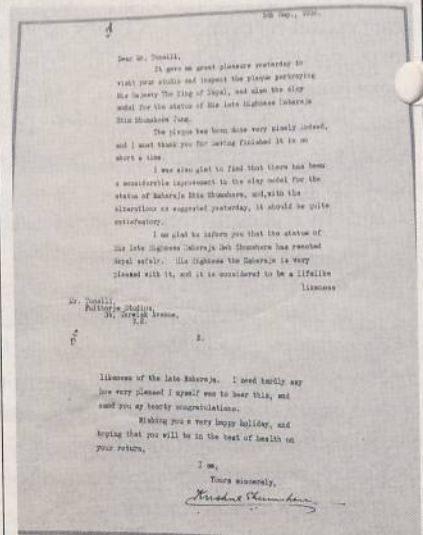 Dear Mr. Tonelli,
It gave me great pleasure yesterday to
visit your studio and inspect the plaque portraying
His Majesty The King of Nepal, and also the clay
model for the statue of His late Highness Maharaja
Bhim Shumshere Jung.
The plaque has been done very nicely indeed,
and I must thank you for having finished it in so
short a time.
I was also glad to find that there has been
a considerable improvement in the clay model for the
statue of Maharaja Bhim Shumshere, and, with the
alterations as suggested yesterday, it should be quite
satisfactory.
I am glad to inform you that the statue of
His late Highness Maharaja Deb Shumshere has reached
Nepal safely. His Highness the Maharaja is very
pleased with it, and it is considered to be a lifelike
likeness
Mr. Tonelli,
Studios,
Warwick Avenue,
2.
likeness of the late Maharaja. I need hardly say
how very pleased I myself was to hear this, and
send you my hearty congratulations.
Wishing you a very happy holiday, and
hoping that you will be in the best of health on
your return,
I am,
Yours sincerely,
Krishna Shumshere